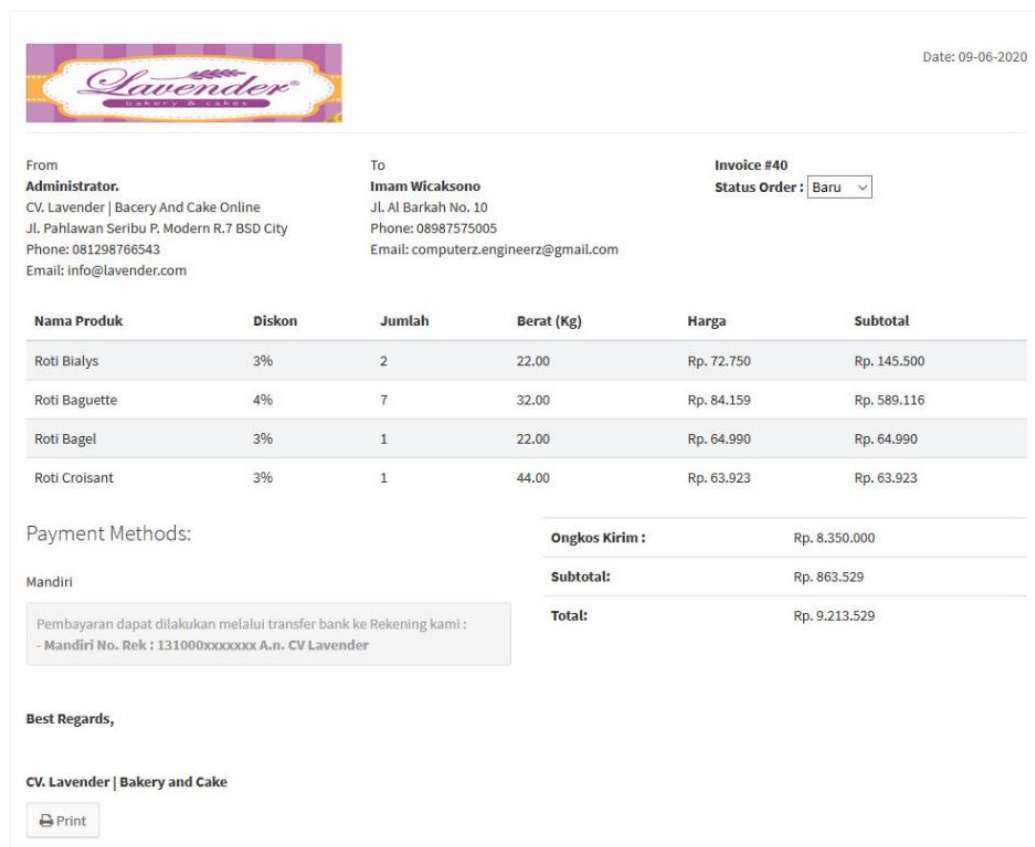 Lavender®
bakery & cakes
Date: 09-06-2020
From
Administrator.
CV. Lavender | Bacery And Cake Online
Jl. Pahlawan Seribu P. Modern R.7 BSD City
Phone: 081298766543
Email: info@lavender.com
To
Imam Wicaksono
Jl. Al Barkah No. 10
Phone: 08987575005
Email: computerz.engineerz@gmail.com
Invoice #40
Status Order : Baru
Nama Produk Diskon Jumlah Berat (Kg) Harga Subtotal
Roti Bialys 3% 2 22.00 Rp. 72.750 Rp. 145.500
Roti Baguette 4% 7 32.00 Rp. 84.159 Rp. 589.116
Roti Bagel 3% 1 22.00 Rp. 64.990 Rp. 64.990
Roti Croisant 3% 1 44.00 Rp. 63.923 Rp. 63.923
Payment Methods:
Mandiri
Pembayaran dapat dilakukan melalui transfer bank ke Rekening kami :
- Mandiri No. Rek : 131000xxxxxxx A.n. CV Lavender
Ongkos Kirim : Rp. 8.350.000
Subtotal: Rp. 863.529
Total: Rp. 9.213.529
Best Regards,
CV. Lavender | Bakery and Cake
Print